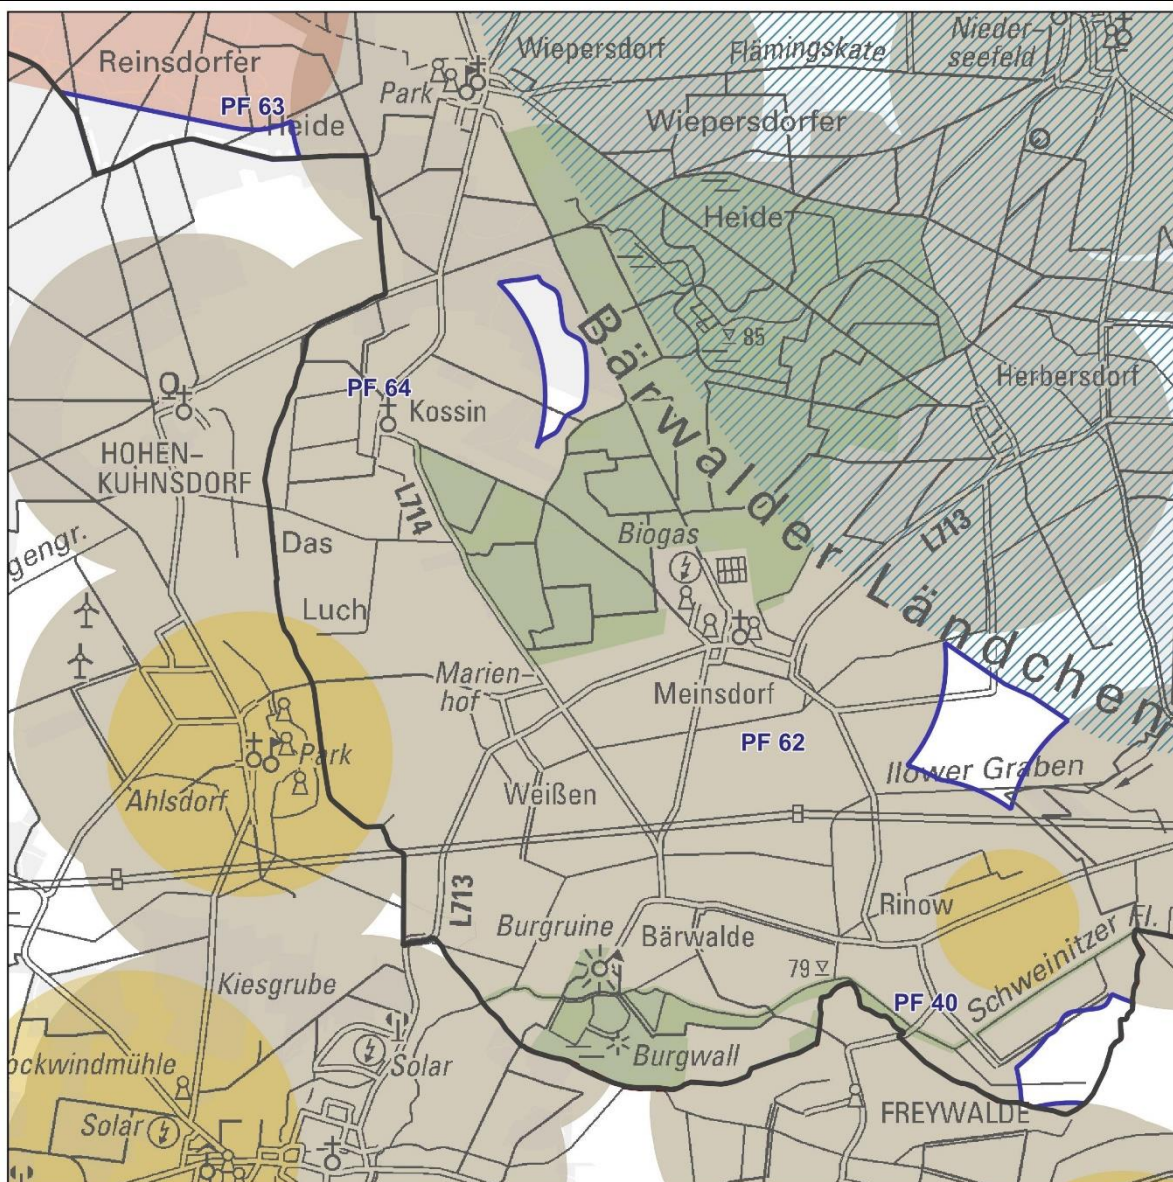 Reinsdorfer
Heide
PF 63
Park
Wiepersdorf
Flämingskate
Nieder-
seefeld
Wiepersdorfer
Heide
85
Bärwalder Ländchen
Herbersdorf
PF 64
Kossin
HOHEN-
KUHNSDORF
L714
Das
Luch
gengr.
Biogas
L713
Marien-
hof
Meinsdorf
PF 62
Ilower Graben
Park
Ahlsdorf
Weißen
L713
Burgruine
Bärwalde
Rinow
Kiesgrube
79
PF 40
Schweinitzer Fl.
ockwindmühle
Solar
Solar
Burgwall
FREYWALDE